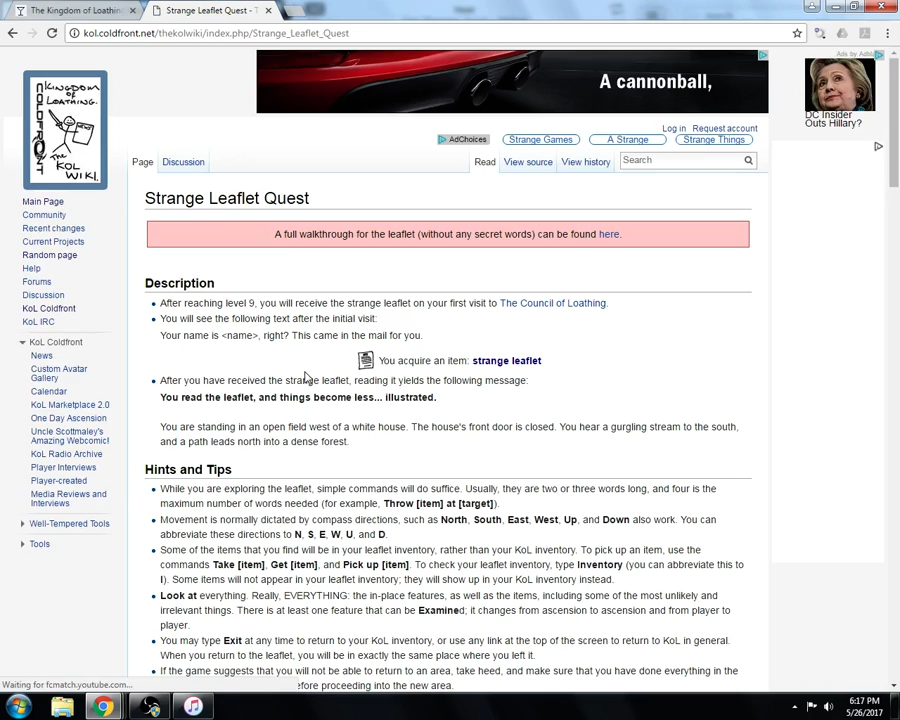 The Kingdom of Loathin
Strange Leaflet Quest - T
kol.coldfront.net/thekolwiki/index.php/Strange_Leaflet_Quest
Ads by
A cannonball,
DC Insider
Outs Hillary?
KINGDOM
OF LOATHING.
COLDFRONT
NEWS
THE
KOL
WIKI.
Log in Request account
AdChoices
Strange Games
A Strange
Strange Things
Page
Discussion
Read
View source
View history
Search
Main Page
Community
Recent changes
Current Projects
Random page
Help
Forums
Discussion
KoL Coldfront
KoL IRC
KoL Coldfront
News
Custom Avatar
Gallery
Calendar
KoL Marketplace 2.0
One Day Ascension
Uncle Scottmaley's
Amazing Webcomic!
KoL Radio Archive
Player Interviews
Player-created
Media Reviews and
Interviews
Well-Tempered Tools
Tools
Strange Leaflet Quest
A full walkthrough for the leaflet (without any secret words) can be found here.
Description
After reaching level 9, you will receive the strange leaflet on your first visit to The Council of Loathing.
You will see the following text after the initial visit:
Your name is <name>, right? This came in the mail for you.
You acquire an item: strange leaflet
After you have received the strange leaflet, reading it yields the following message:
You read the leaflet, and things become less... illustrated.
You are standing in an open field west of a white house. The house's front door is closed. You hear a gurgling stream to the south,
and a path leads north into a dense forest.
Hints and Tips
While you are exploring the leaflet, simple commands will do suffice. Usually, they are two or three words long, and four is the
maximum number of words needed (for example, Throw [item] at [target]).
Movement is normally dictated by compass directions, such as North, South, East, West, Up, and Down also work. You can
abbreviate these directions to N, S, E, W, U, and D.
Some of the items that you find will be in your leaflet inventory, rather than your KoL inventory. To pick up an item, use the
commands Take [item], Get [item], and Pick up [item]. To check your leaflet inventory, type Inventory (you can abbreviate this to
I). Some items will not appear in your leaflet inventory; they will show up in your KoL inventory instead.
Look at everything. Really, EVERYTHING: the in-place features, as well as the items, including some of the most unlikely and
irrelevant things. There is at least one feature that can be Examined; it changes from ascension to ascension and from player to
player.
You may type Exit at any time to return to your KoL inventory, or use any link at the top of the screen to return to KoL in general.
When you return to the leaflet, you will be in exactly the same place where you left it.
If the game suggests that you will not be able to return to an area, take heed, and make sure that you have done everything in the
efore proceeding into the new area.
Waiting for fcmatch.youtube.com...
6:17 PM
5/26/2017